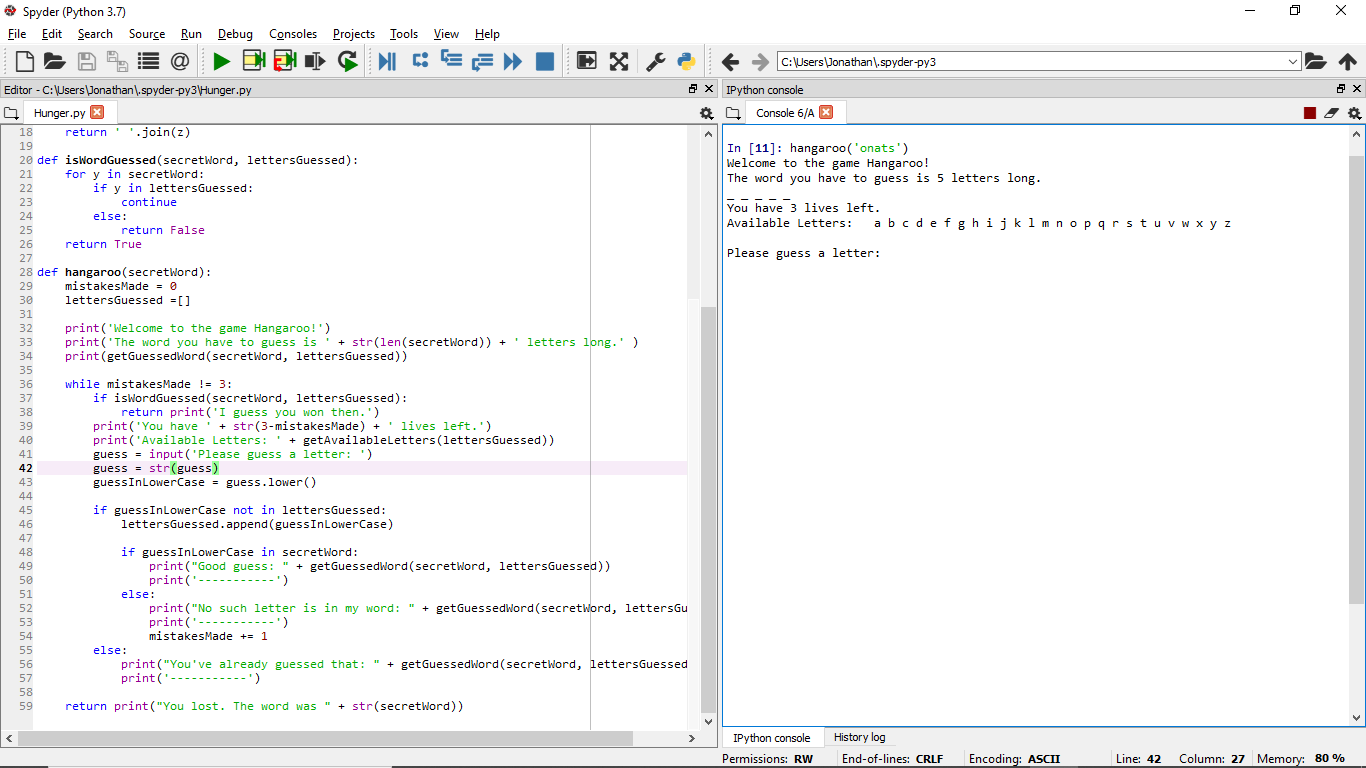 Spyder (Python 3.7)
File Edit Search Source Run Debug Consoles Projects Tools View Help
C:\Users\Jonathan\.spyder-py3
Editor - C:\Users\Jonathan\.spyder-py3\Hunger.py
Hunger.py
18     return ' '.join(z)
19
20 def isWordGuessed(secretWord, lettersGuessed):
21     for y in secretWord:
22         if y in lettersGuessed:
23             continue
24         else:
25             return False
26     return True
27
28 def hangaroo(secretWord):
29     mistakesMade = 0
30     lettersGuessed =[]
31
32     print('Welcome to the game Hangaroo!')
33     print('The word you have to guess is ' + str(len(secretWord)) + ' letters long.' )
34     print(getGuessedWord(secretWord, lettersGuessed))
35
36     while mistakesMade != 3:
37         if isWordGuessed(secretWord, lettersGuessed):
38             return print('I guess you won then.')
39         print('You have ' + str(3-mistakesMade) + ' lives left.')
40         print('Available Letters: ' + getAvailableLetters(lettersGuessed))
41         guess = input('Please guess a letter: ')
42         guess = str(guess)
43         guessInLowerCase = guess.lower()
44
45         if guessInLowerCase not in lettersGuessed:
46             lettersGuessed.append(guessInLowerCase)
47
48             if guessInLowerCase in secretWord:
49                 print("Good guess: " + getGuessedWord(secretWord, lettersGuessed))
50                 print('-----------')
51             else:
52                 print("No such letter is in my word: " + getGuessedWord(secretWord, lettersGu
53                 print('-----------')
54                 mistakesMade += 1
55         else:
56             print("You've already guessed that: " + getGuessedWord(secretWord, lettersGuessed
57             print('-----------')
58
59     return print("You lost. The word was " + str(secretWord))
IPython console
Console 6/A
In [11]: hangaroo('onats')
Welcome to the game Hangaroo!
The word you have to guess is 5 letters long.
_ _ _ _ _
You have 3 lives left.
Available Letters:   a b c d e f g h i j k l m n o p q r s t u v w x y z
Please guess a letter:
IPython console History log
Permissions: RW End-of-lines: CRLF Encoding: ASCII Line: 42 Column: 27 Memory: 80 %